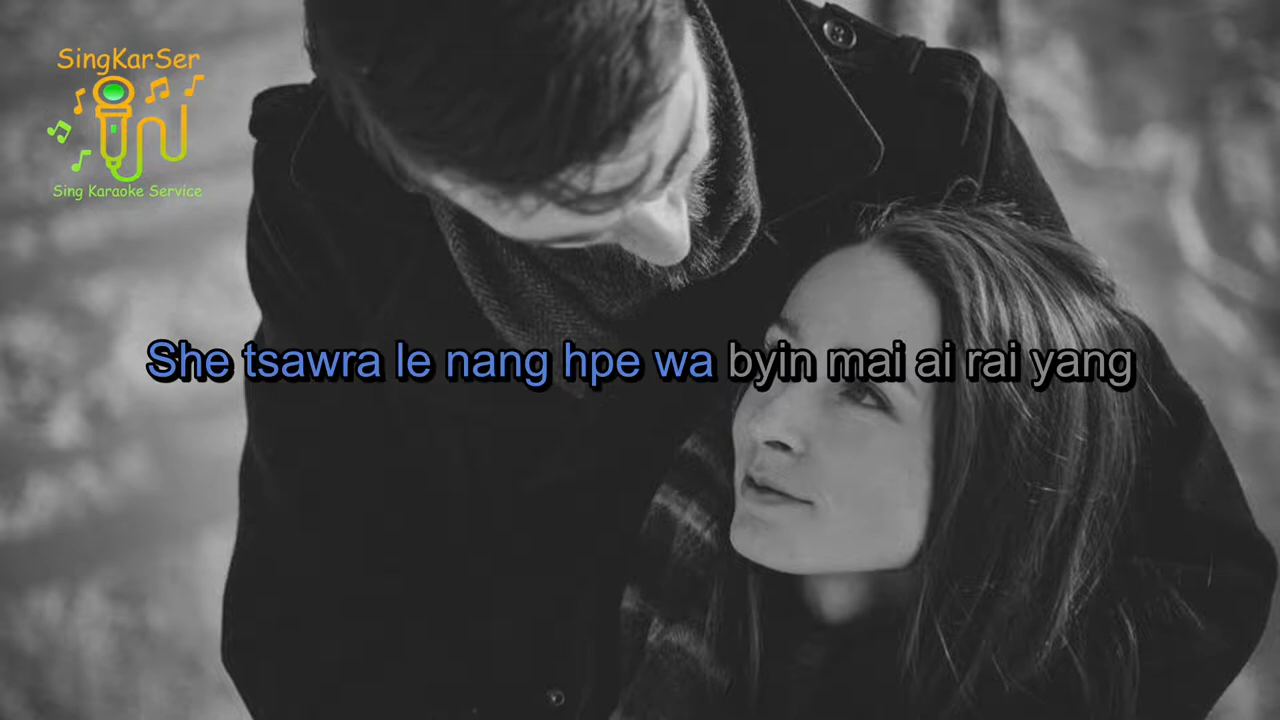 SingKarSer
Sing Karaoke Service
She tsawra le nang hpe wa byin mai ai rai yang